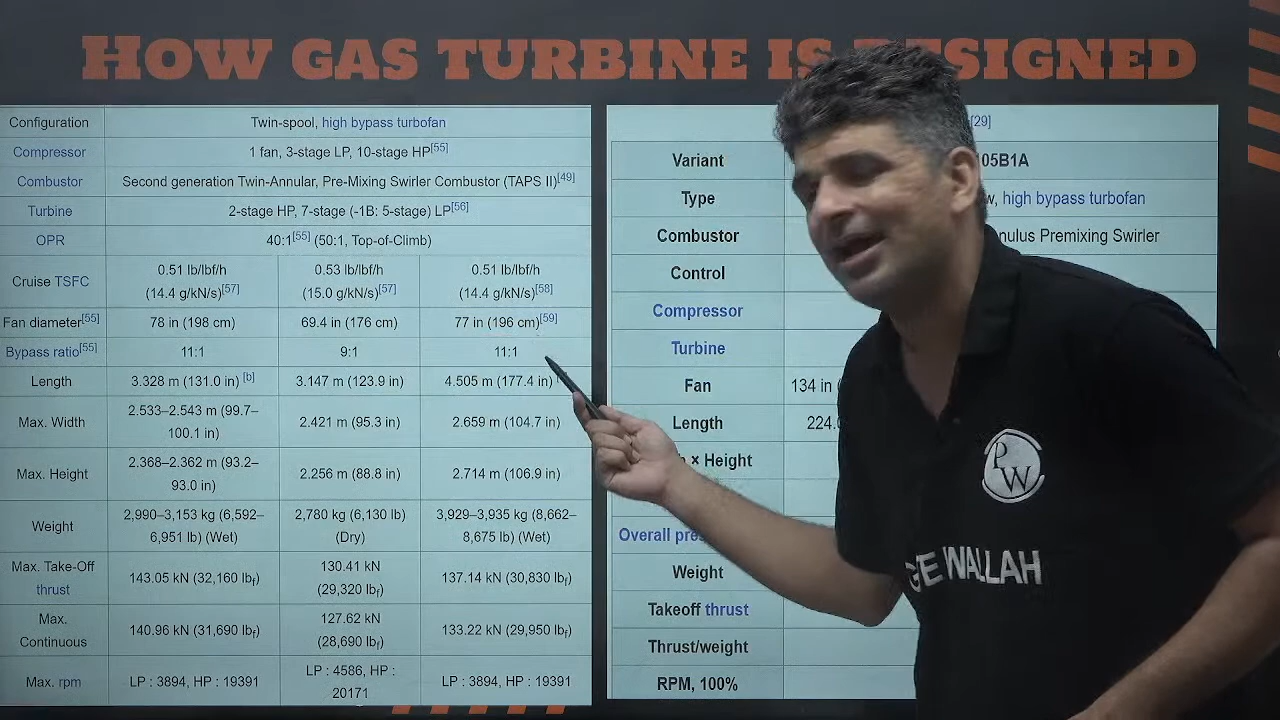 HOW GAS TURBINE IS DESIGNED
Configuration Twin-spool, high bypass turbofan
Compressor 1 fan, 3-stage LP, 10-stage HP[55]
Combustor Second generation Twin-Annular, Pre-Mixing Swirler Combustor (TAPS II)[49]
Turbine 2-stage HP, 7-stage (-1B: 5-stage) LP[56]
OPR 40:1[55] (50:1, Top-of-Climb)
Cruise TSFC 0.51 lb/lbf/h 0.53 lb/lbf/h 0.51 lb/lbf/h
(14.4 g/kN/s)[57] (15.0 g/kN/s)[57] (14.4 g/kN/s)[58]
Fan diameter[55] 78 in (198 cm) 69.4 in (176 cm) 77 in (196 cm)[59]
Bypass ratio[55] 11:1 9:1 11:1
Length 3.328 m (131.0 in) [b] 3.147 m (123.9 in) 4.505 m (177.4 in)
Max. Width 2.533–2.543 m (99.7– 2.421 m (95.3 in) 2.659 m (104.7 in)
100.1 in)
Max. Height 2.368–2.362 m (93.2– 2.256 m (88.8 in) 2.714 m (106.9 in)
93.0 in)
Weight 2,990–3,153 kg (6,592– 2,780 kg (6,130 lb) 3,929–3,935 kg (8,662–
6,951 lb) (Wet) (Dry) 8,675 lb) (Wet)
Max. Take-Off 143.05 kN (32,160 lbf) 130.41 kN 137.14 kN (30,830 lbf)
thrust (29,320 lbf)
Max. 140.96 kN (31,690 lbf) 127.62 kN 133.22 kN (29,950 lbf)
Continuous (28,690 lbf)
Max. rpm LP : 3894, HP : 19391 LP : 4586, HP : LP : 3894, HP : 19391
20171
[29]
Variant 05B1A
Type high bypass turbofan
Combustor nulus Premixing Swirler
Control
Compressor
Turbine
Fan 134 in
Length 224.
× Height
Overall
Weight
Takeoff thrust
Thrust/weight
RPM, 100%
PW
WALLAH